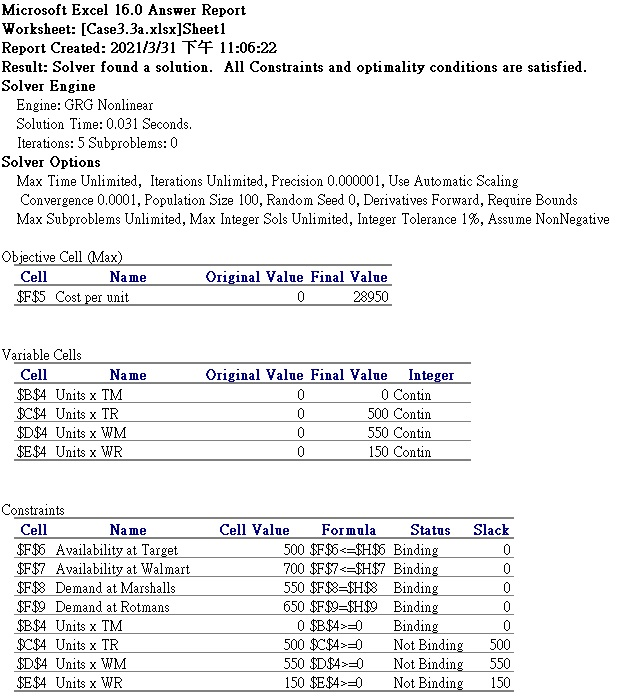 Microsoft Excel 16.0 Answer Report
Worksheet: [Case3.3a.xlsx]Sheet1
Report Created: 2021/3/31 下午 11:06:22
Result: Solver found a solution. All Constraints and optimality conditions are satisfied.
Solver Engine
Engine: GRG Nonlinear
Solution Time: 0.031 Seconds.
Iterations: 5 Subproblems: 0
Solver Options
Max Time Unlimited, Iterations Unlimited, Precision 0.000001, Use Automatic Scaling
Convergence 0.0001, Population Size 100, Random Seed 0, Derivatives Forward, Require Bounds
Max Subproblems Unlimited, Max Integer Sols Unlimited, Integer Tolerance 1%, Assume NonNegative
Objective Cell (Max)
Cell Name Original Value Final Value
$F$5 Cost per unit 0 28950
Variable Cells
Cell Name Original Value Final Value Integer
$B$4 Units x TM 0 0 Contin
$C$4 Units x TR 0 500 Contin
$D$4 Units x WM 0 550 Contin
$E$4 Units x WR 0 150 Contin
Constraints
Cell Name Cell Value Formula Status Slack
$F$6 Availability at Target 500 $F$6<=$H$6 Binding 0
$F$7 Availability at Walmart 700 $F$7<=$H$7 Binding 0
$F$8 Demand at Marshalls 550 $F$8=$H$8 Binding 0
$F$9 Demand at Rotmans 650 $F$9=$H$9 Binding 0
$B$4 Units x TM 0 $B$4>=0 Binding 0
$C$4 Units x TR 500 $C$4>=0 Not Binding 500
$D$4 Units x WM 550 $D$4>=0 Not Binding 550
$E$4 Units x WR 150 $E$4>=0 Not Binding 150